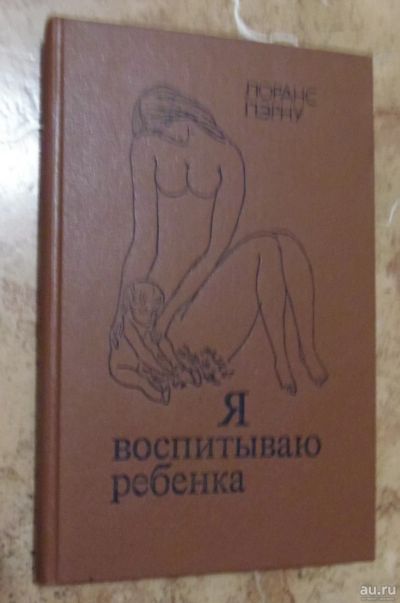 ЛОРАНС
ПЭРНУ
Я
воспитываю
ребенка
au.ru